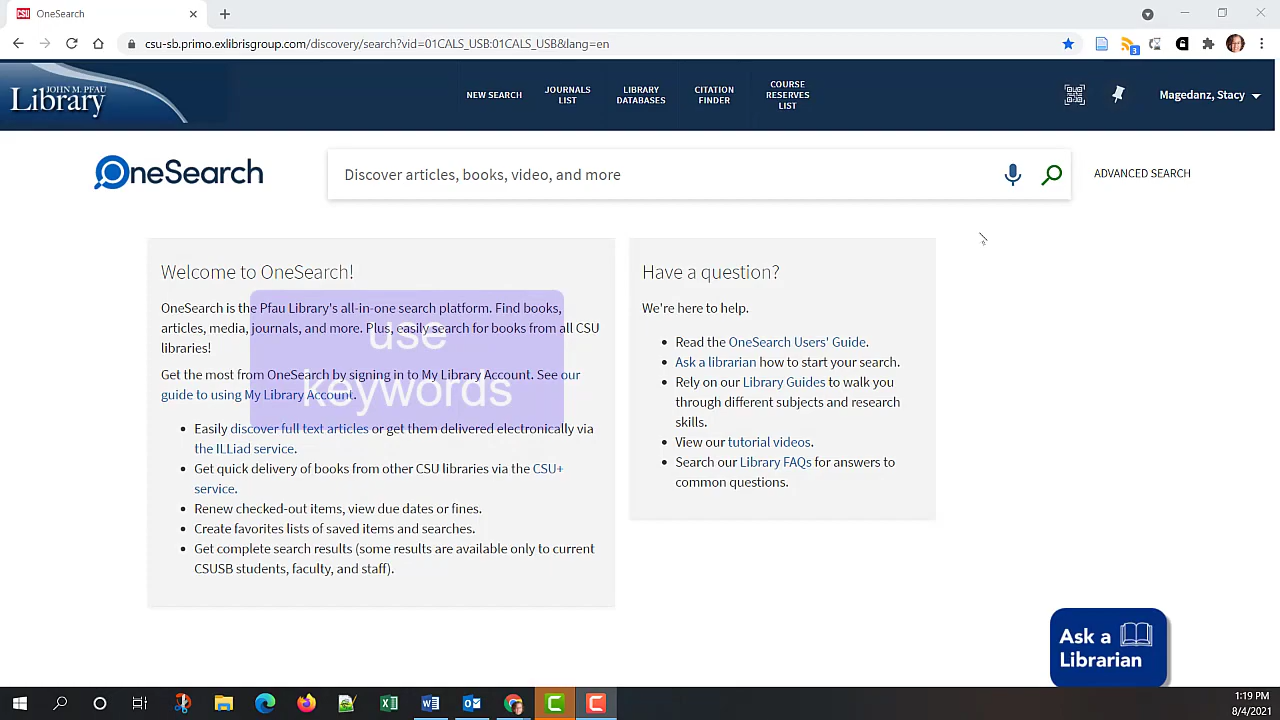 OneSearch
csu-sb.primo.exlibrisgroup.com/discovery/search?vid=01CALS_USB:01CALS_USB&lang=en
3
JOHN M. PFAU
Library
NEW SEARCH
JOURNALS
LIST
LIBRARY
DATABASES
CITATION
FINDER
COURSE
RESERVES
LIST
Magedanz, Stacy
OneSearch
Discover articles, books, video, and more
ADVANCED SEARCH
Welcome to OneSearch!
OneSearch is the Pfau Library's all-in-one search platform. Find books,
articles, media, journals, and more. Plus, easily search for books from all CSU
libraries!
Get the most from OneSearch by signing in to My Library Account. See our
guide to using My Library Account.
Easily discover full text articles or get them delivered electronically via
the ILLiad service.
Get quick delivery of books from other CSU libraries via the CSU+
service.
Renew checked-out items, view due dates or fines.
Create favorites lists of saved items and searches.
Get complete search results (some results are available only to current
CSUSB students, faculty, and staff).
use
keywords
Have a question?
We're here to help.
Read the OneSearch Users' Guide.
Ask a librarian how to start your search.
Rely on our Library Guides to walk you
through different subjects and research
skills.
View our tutorial videos.
Search our Library FAQs for answers to
common questions.
Ask a
Librarian
1:19 PM
8/4/2021